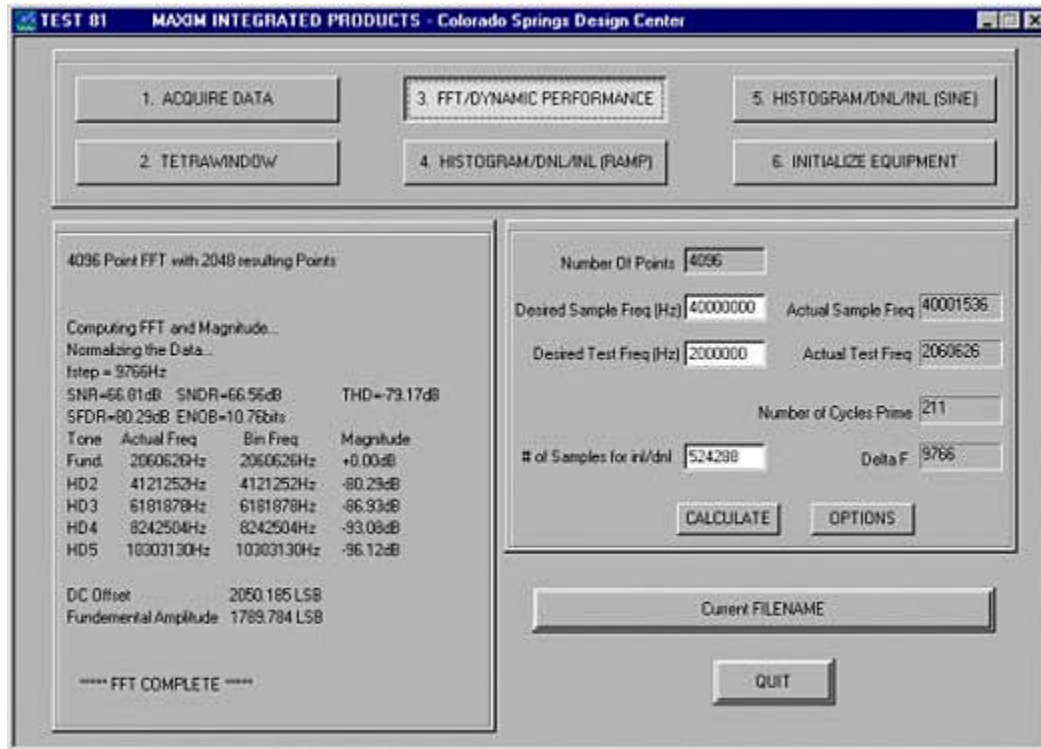 TEST 81 MAXIM INTEGRATED PRODUCTS - Colorado Springs Design Center
1. ACQUIRE DATA
3. FFT/DYNAMIC PERFORMANCE
5. HISTOGRAM/DNL/INL (SINE)
2. TETRAWINDOW
4. HISTOGRAM/DNL/INL (RAMP)
6. INITIALIZE EQUIPMENT
4096 Point FFT with 2048 resulting Points
Computing FFT and Magnitude...
Normalizing the Data...
fstep = 9766Hz
SNR=66.81dB SNDR=66.56dB THD=-79.17dB
SFDR=80.29dB ENOB=10.76bits
Tone Actual Freq Bin Freq Magnitude
Fund. 2060626Hz 2060626Hz +0.00dB
HD2 4121252Hz 4121252Hz -80.29dB
HD3 6181878Hz 6181878Hz -86.93dB
HD4 8242504Hz 8242504Hz -93.08dB
HD5 10303130Hz 10303130Hz -96.12dB
DC Offset 2050.185 LSB
Fundemental Amplitude 1789.784 LSB
***** FFT COMPLETE *****
Number Of Points 4096
Desired Sample Freq (Hz) 40000000 Actual Sample Freq 40001536
Desired Test Freq (Hz) 2000000 Actual Test Freq 2060626
Number of Cycles Prime 211
# of Samples for inl/dnl 524288 Delta F 9766
CALCULATE OPTIONS
Current FILENAME
QUIT